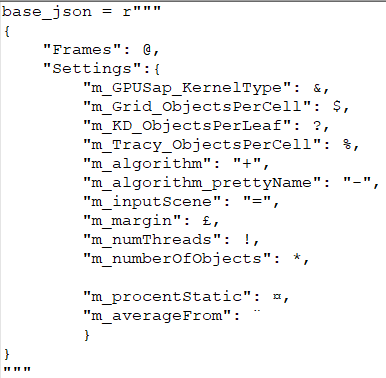 base_json = r"""
{
    "Frames": @,
    "Settings":{
        "m_GPUSap_KernelType": &,
        "m_Grid_ObjectsPerCell": $,
        "m_KD_ObjectsPerLeaf": ?,
        "m_Tracy_ObjectsPerCell": %,
        "m_algorithm": "+",
        "m_algorithm_prettyName": "-",
        "m_inputScene": "=",
        "m_margin": £,
        "m_numThreads": !,
        "m_numberOfObjects": *,

        "m_procentStatic": ¤,
        "m_averageFrom": ¨
        }
}
"""